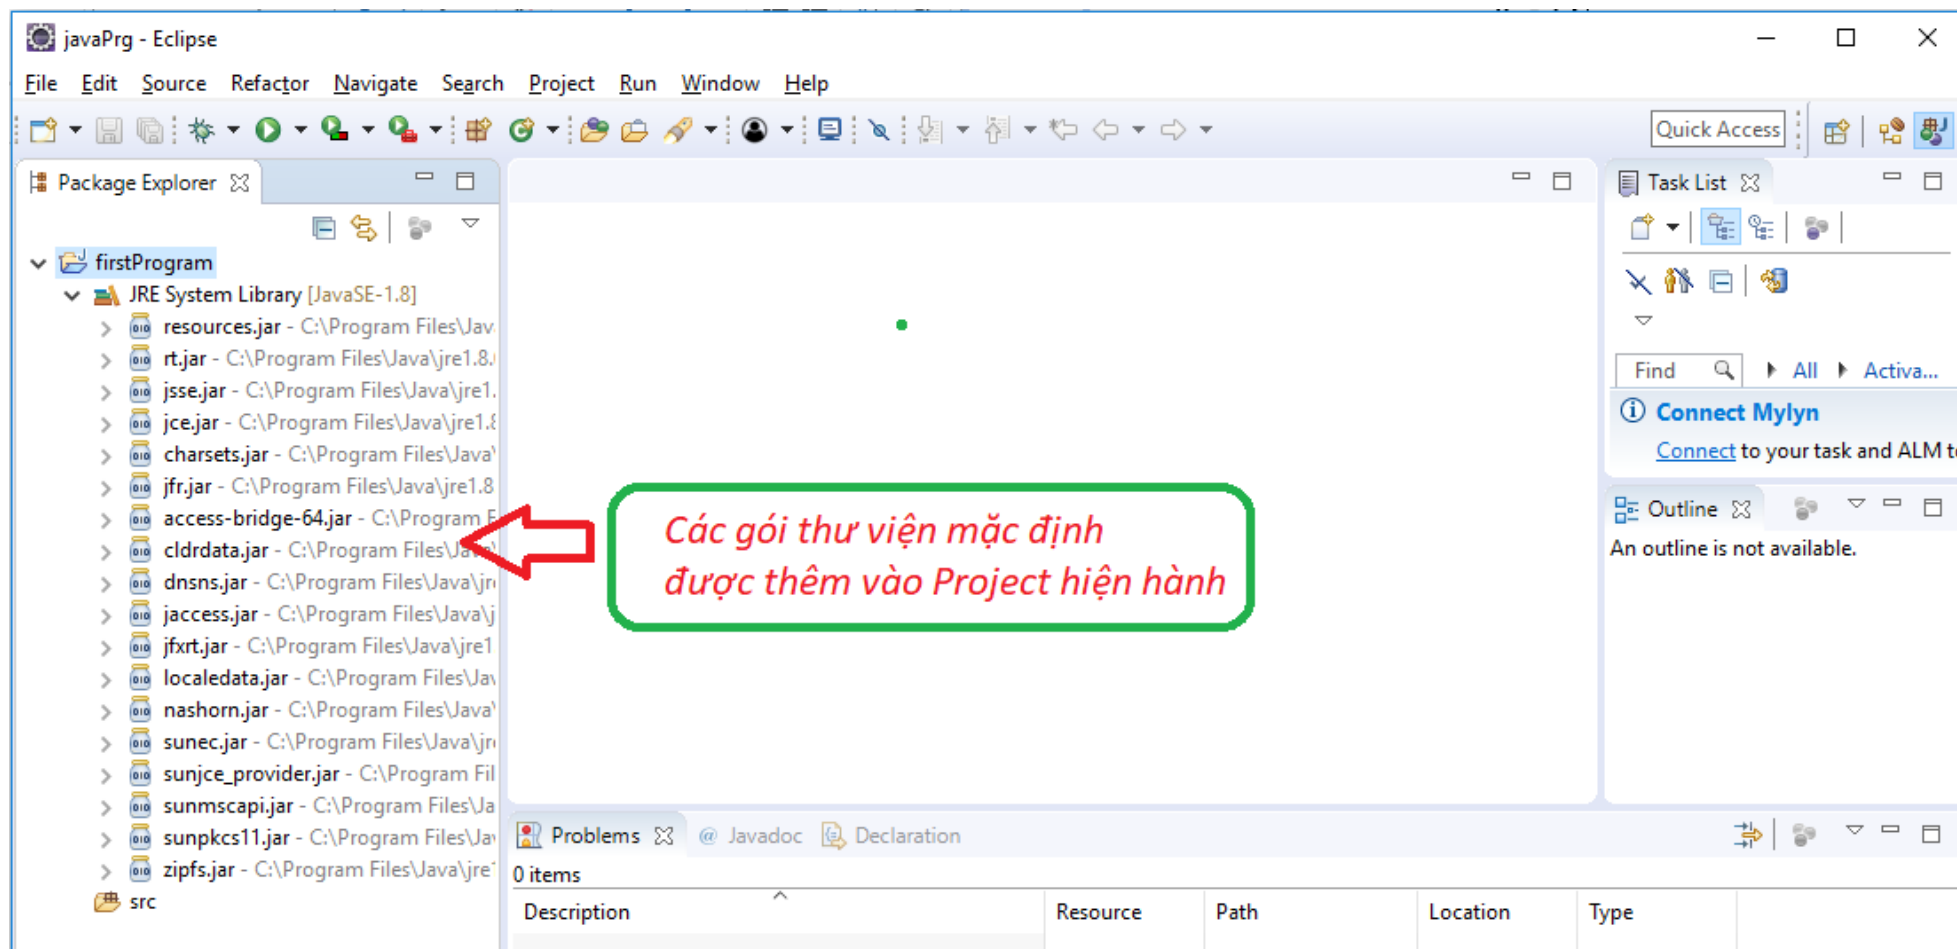 javaPrg - Eclipse
File Edit Source Refactor Navigate Search Project Run Window Help
Quick Access
Package Explorer
firstProgram
JRE System Library [JavaSE-1.8]
resources.jar - C:\Program Files\Jav
rt.jar - C:\Program Files\Java\jre1.8.
jsse.jar - C:\Program Files\Java\jre1.
jce.jar - C:\Program Files\Java\jre1.8
charsets.jar - C:\Program Files\Java\
jfr.jar - C:\Program Files\Java\jre1.8
access-bridge-64.jar - C:\Program F
cldrdata.jar - C:\Program Files\Java\
dnsns.jar - C:\Program Files\Java\jr
jaccess.jar - C:\Program Files\Java\j
jfxrt.jar - C:\Program Files\Java\jre1
localedata.jar - C:\Program Files\Jav
nashorn.jar - C:\Program Files\Java\
sunec.jar - C:\Program Files\Java\jr
sunjce_provider.jar - C:\Program Fil
sunmscapi.jar - C:\Program Files\Ja
sunpkcs11.jar - C:\Program Files\Jav
zipfs.jar - C:\Program Files\Java\jre
src
Các gói thư viện mặc định
được thêm vào Project hiện hành
Task List
Find All Activa...
Connect Mylyn
Connect to your task and ALM t
Outline
An outline is not available.
Problems @ Javadoc Declaration
0 items
Description Resource Path Location Type